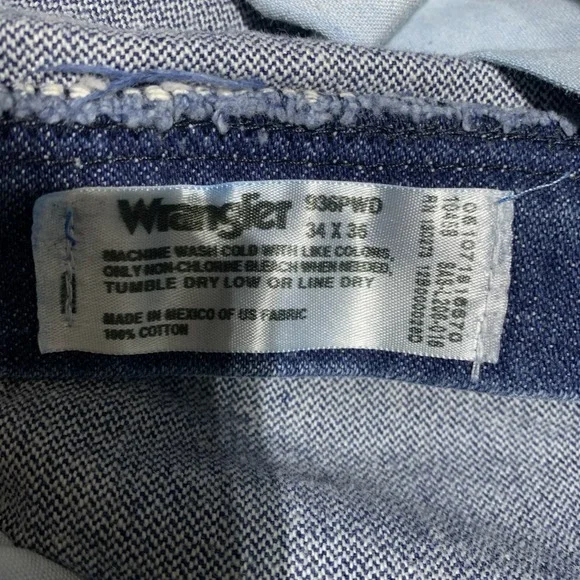 Wrangler 936PWD
34 X 36
MACHINE WASH COLD WITH LIKE COLORS,
ONLY NON-CHLORINE BLEACH WHEN NEEDED,
TUMBLE DRY LOW OR LINE DRY
MADE IN MEXICO OF US FABRIC
100% COTTON
10459